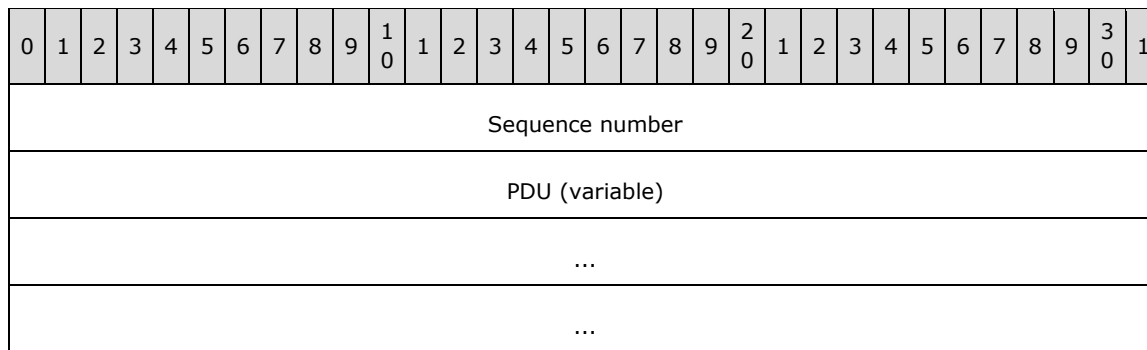 0 1 2 3 4 5 6 7 8 9 1 0 1 2 3 4 5 6 7 8 9 2 0 1 2 3 4 5 6 7 8 9 3 0 1
Sequence number
PDU (variable)
...
...